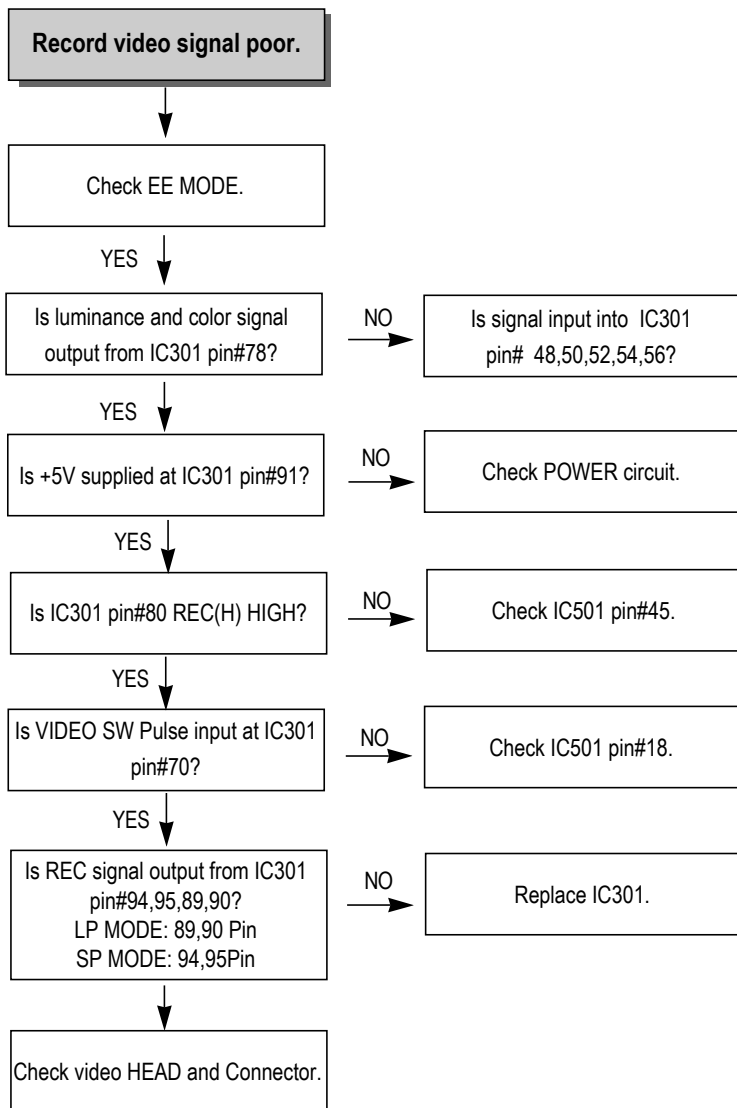 Record video signal poor.
Check EE MODE.
YES
Is luminance and color signal
output from IC301 pin#78?
NO
Is signal input into IC301
pin# 48,50,52,54,56?
YES
Is +5V supplied at IC301 pin#91?
NO
Check POWER circuit.
YES
Is IC301 pin#80 REC(H) HIGH?
NO
Check IC501 pin#45.
YES
Is VIDEO SW Pulse input at IC301
pin#70?
NO
Check IC501 pin#18.
YES
Is REC signal output from IC301
pin#94,95,89,90?
LP MODE: 89,90 Pin
SP MODE: 94,95Pin
NO
Replace IC301.
Check video HEAD and Connector.